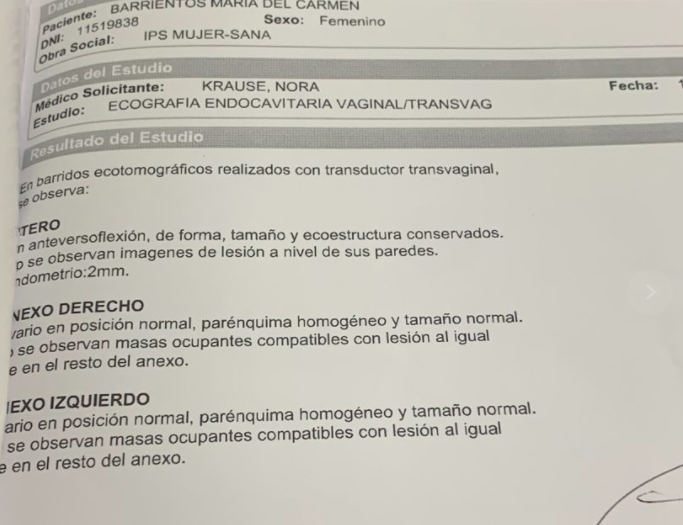 Datos
Paciente: BARRIENTOS MARIA DEL CARMEN
DNI: 11519838 Sexo: Femenino
Obra Social: IPS MUJER-SANA
Datos del Estudio
Médico Solicitante: KRAUSE, NORA Fecha: 1
Estudio: ECOGRAFIA ENDOCAVITARIA VAGINAL/TRANSVAG
Resultado del Estudio
En barridos ecotomográficos realizados con transductor transvaginal,
se observa:
TERO
n anteversoflexión, de forma, tamaño y ecoestructura conservados.
o se observan imagenes de lesión a nivel de sus paredes.
ndometrio:2mm.
NEXO DERECHO
vario en posición normal, parénquima homogéneo y tamaño normal.
o se observan masas ocupantes compatibles con lesión al igual
e en el resto del anexo.
NEXO IZQUIERDO
ario en posición normal, parénquima homogéneo y tamaño normal.
se observan masas ocupantes compatibles con lesión al igual
e en el resto del anexo.